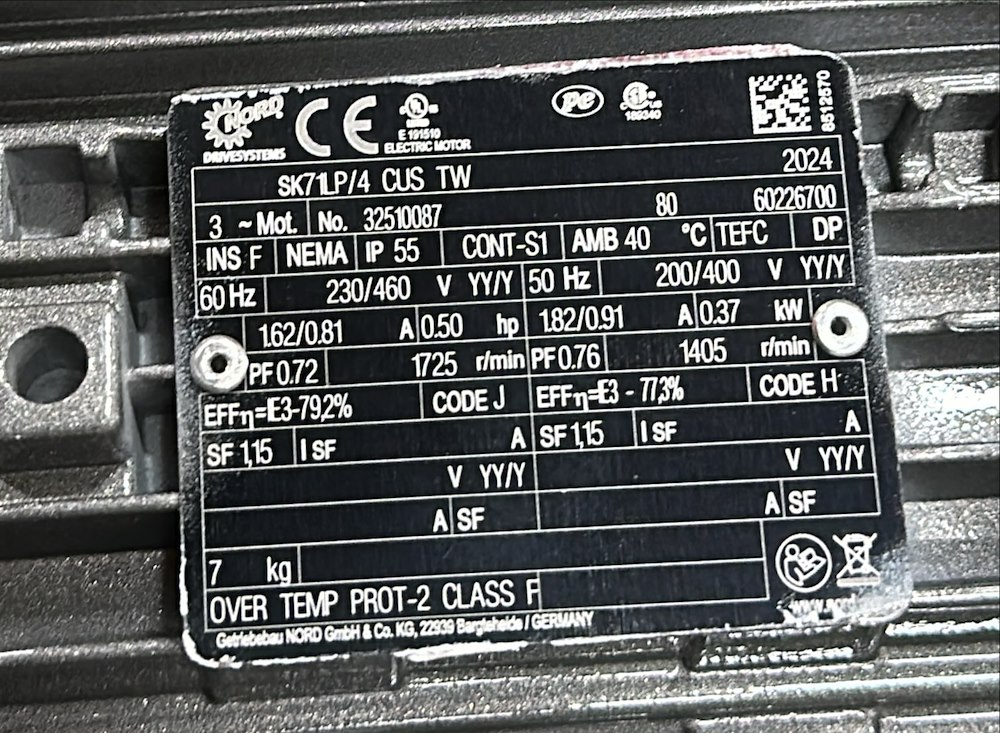 NORD
DRIVESYSTEMS
CE
UL US
E 191510
ELECTRIC MOTOR
pe
189340
8512570
SK71LP/4 CUS TW 2024
3 ~Mot. No. 32510087 80 60226700
INS F NEMA IP 55 CONT-S1 AMB 40 °C TEFC DP
60 Hz 230/460 V YY/Y 50 Hz 200/400 V YY/Y
1.62/0.81 A 0.50 hp 1.82/0.91 A 0.37 kW
PF 0.72 1725 r/min PF 0.76 1405 r/min
EFFη=IE3-79,2% CODE J EFFη=IE3 - 77,3% CODE H
SF 1,15 I SF A SF 1,15 I SF A
V YY/Y V YY/Y
A SF A SF
7 kg
OVER TEMP PROT-2 CLASS F
Getriebebau NORD GmbH & Co. KG, 22939 Bargteheide / GERMANY